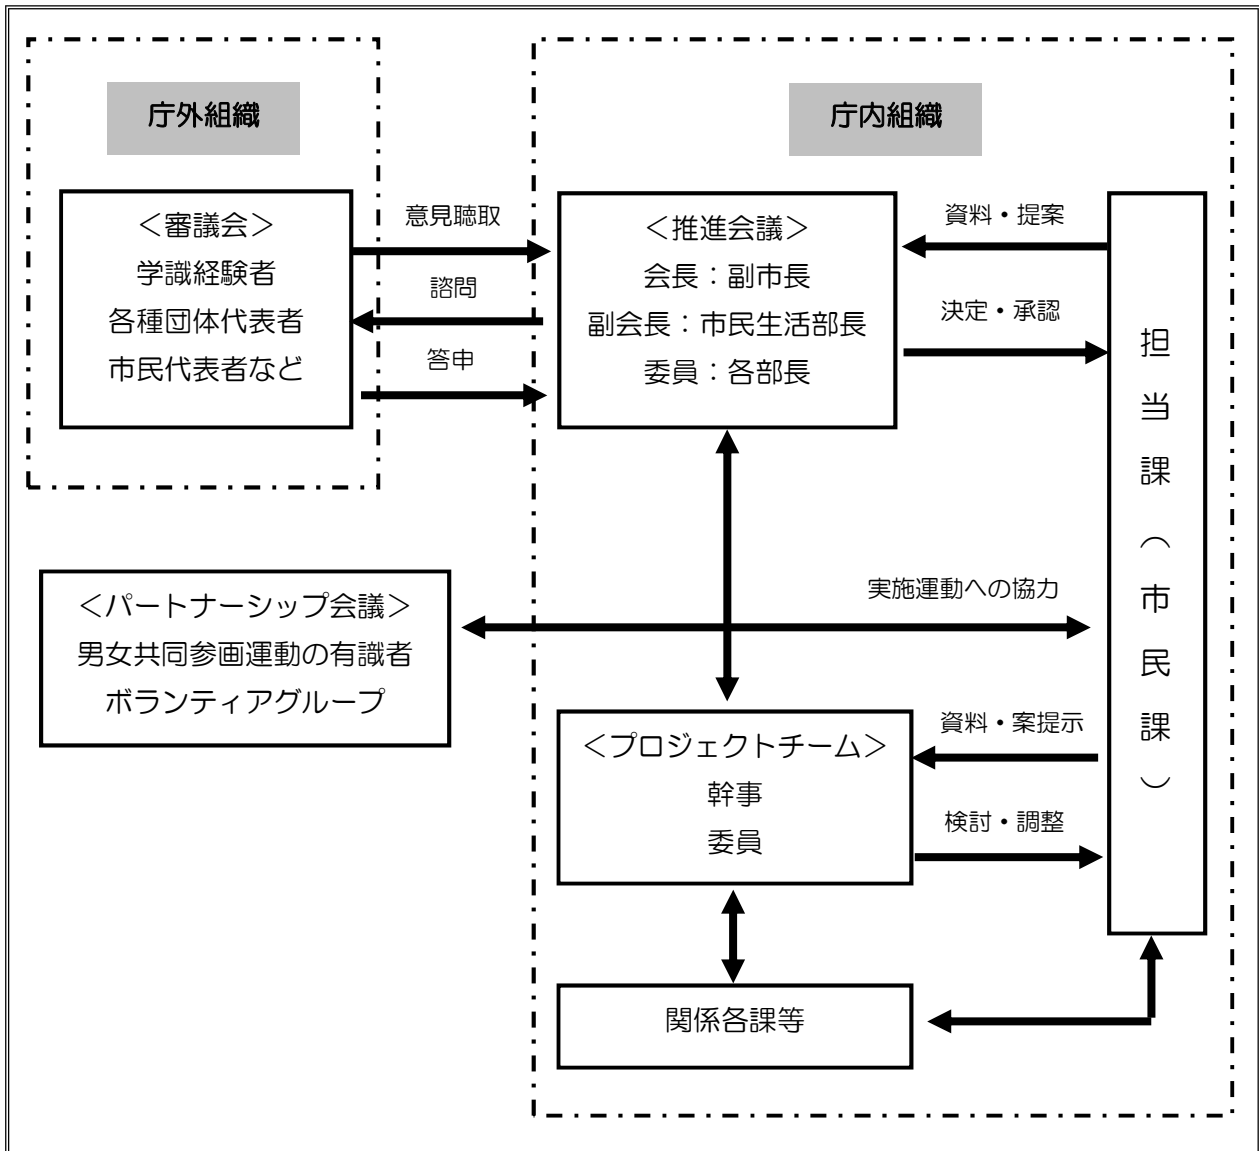 庁外組織
<審議会>
学識経験者
各種団体代表者
市民代表者など
意見聴取
諮問
答申
庁内組織
<推進会議>
会長：副市長
副会長：市民生活部長
委員：各部長
資料・提案
決定・承認
担当課（市民課）
<パートナーシップ会議>
男女共同参画運動の有識者
ボランティアグループ
実施運動への協力
<プロジェクトチーム>
幹事
委員
資料・案提示
検討・調整
関係各課等